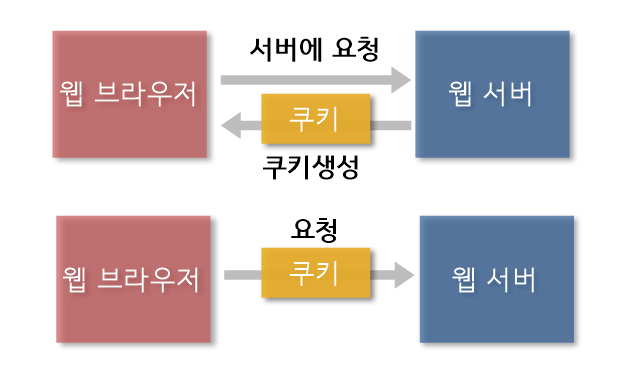 서버에 요청
웹 브라우저
웹 서버
쿠키
쿠키생성
요청
웹 브라우저
쿠키
웹 서버